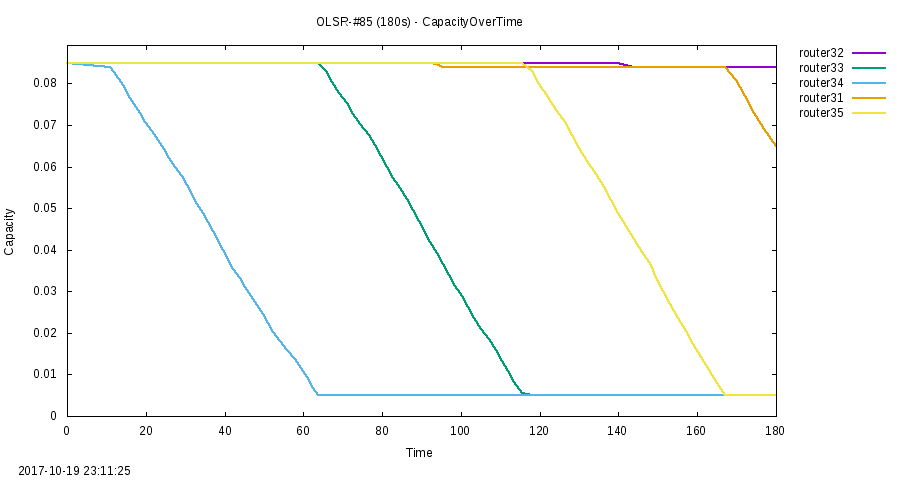 OLSR-#85 (180s) - CapacityOverTime
router32
router33
router34
router31
router35
0.08
0.07
0.06
0.05
0.04
0.03
0.02
0.01
0
Capacity
0 20 40 60 80 100 120 140 160 180
Time
2017-10-19 23:11:25